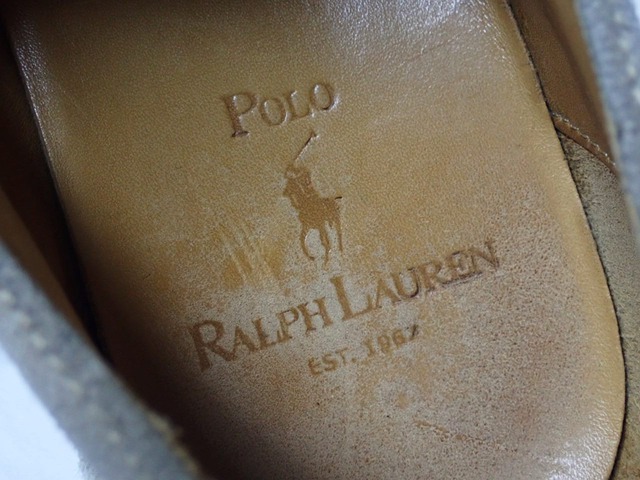 POLO
RALPH LAUREN
EST. 1967